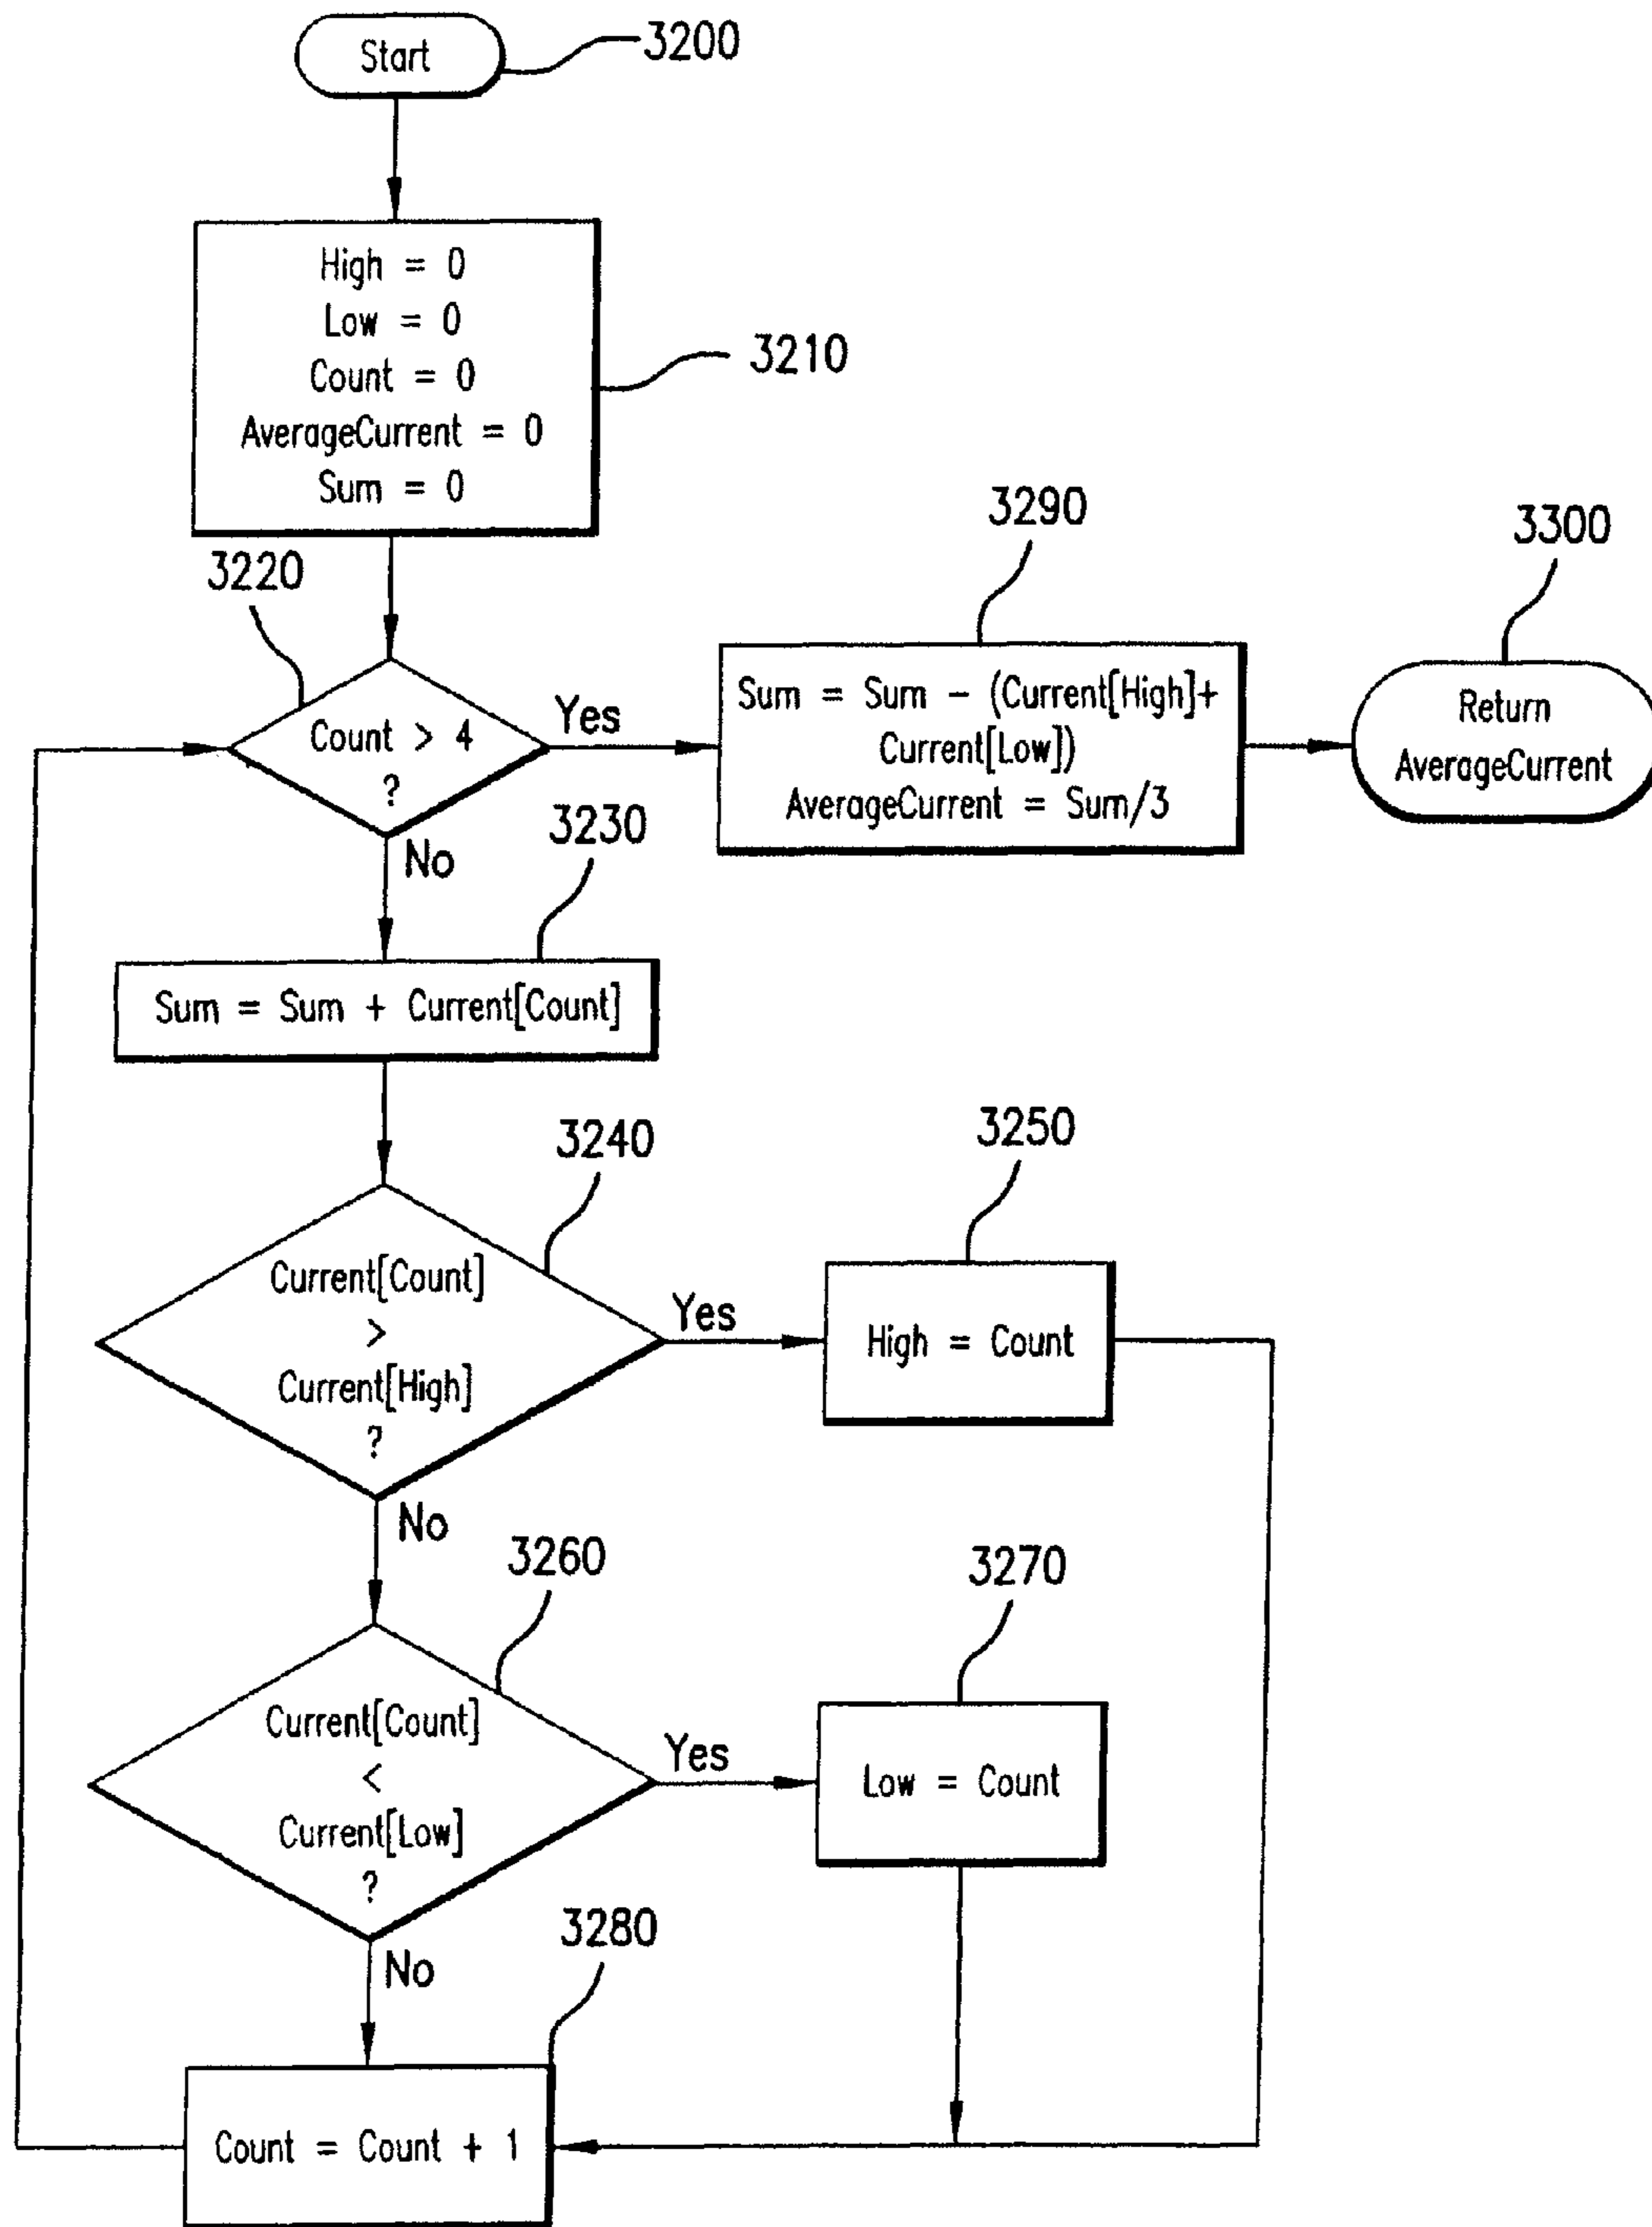 Start
3200
High = 0
Low = 0
Count = 0
AverageCurrent = 0
Sum = 0
3210
3220
Count > 4
?
Yes
No
3290
Sum = Sum - (Current[High]+
Current[Low])
AverageCurrent = Sum/3
3300
Return
AverageCurrent
3230
Sum = Sum + Current[Count]
3240
Current[Count]
>
Current[High]
?
Yes
No
3250
High = Count
3260
Current[Count]
<
Current[Low]
?
Yes
No
3270
Low = Count
3280
Count = Count + 1